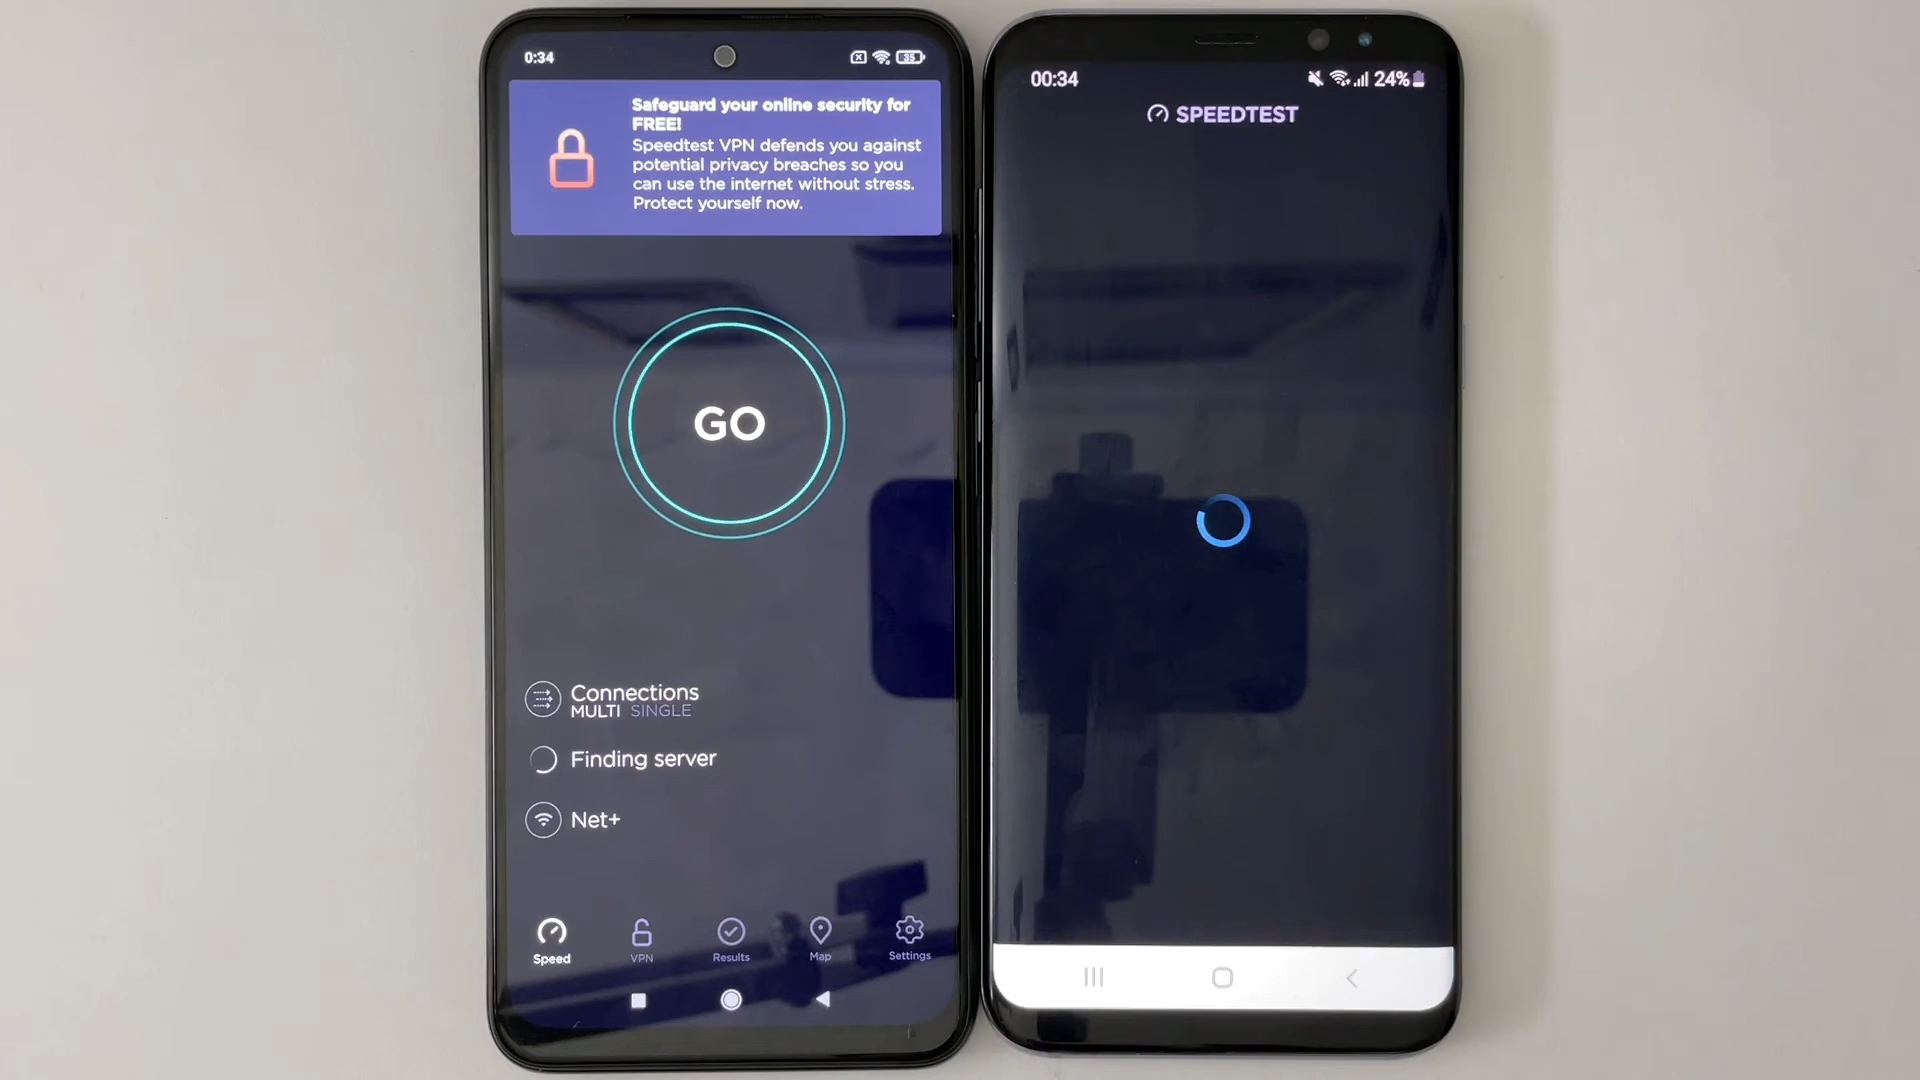 0:34
35
Safeguard your online security for
FREE!
Speedtest VPN defends you against
potential privacy breaches so you
can use the internet without stress.
Protect yourself now.
GO
Connections
MULTI SINGLE
Finding server
Net+
Speed
VPN
Results
Map
Settings
00:34
24%
SPEEDTEST